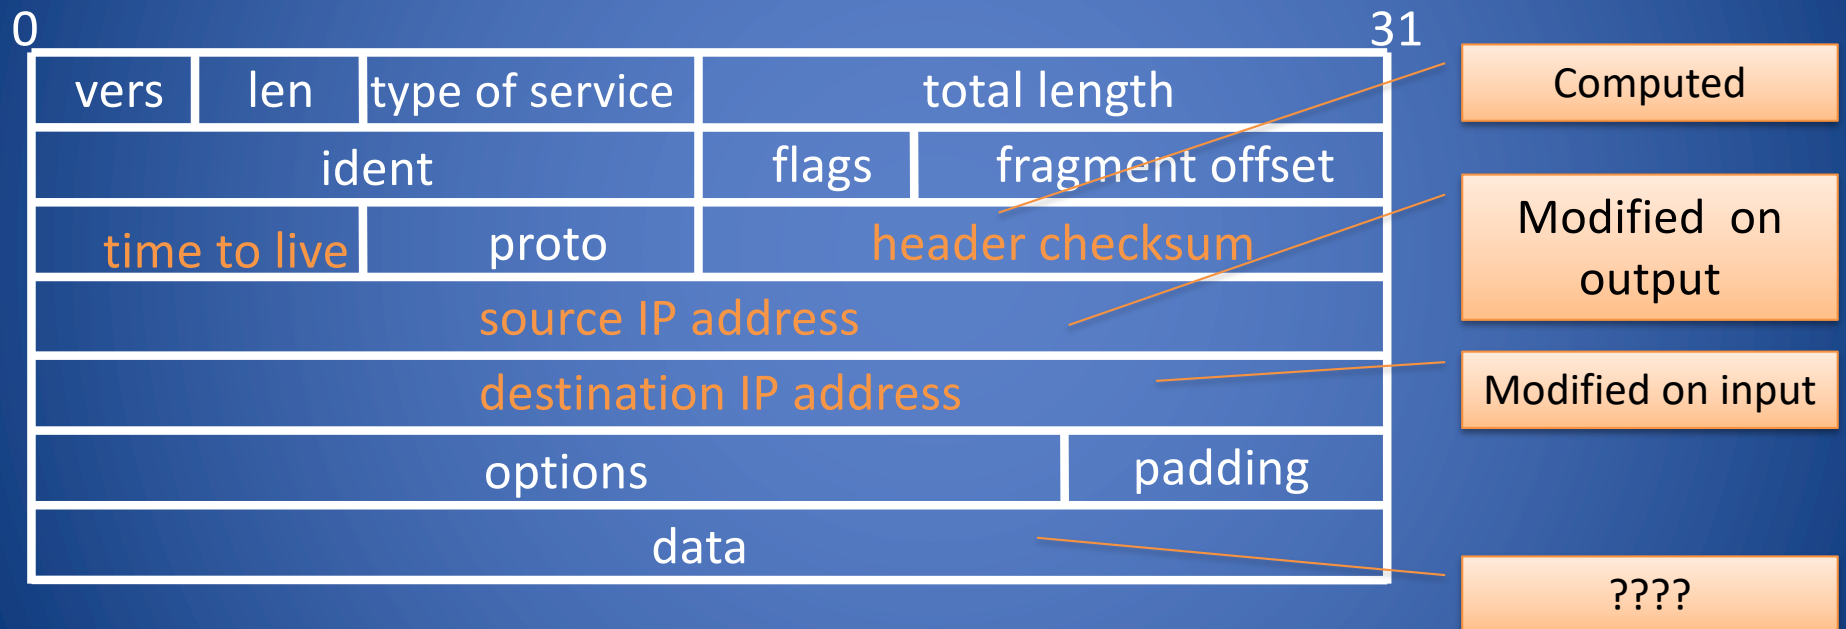 0 31
vers len type of service total length
Computed
ident flags fragment offset
time to live proto header checksum
Modified on
output
source IP address
destination IP address
Modified on input
options padding
data
????